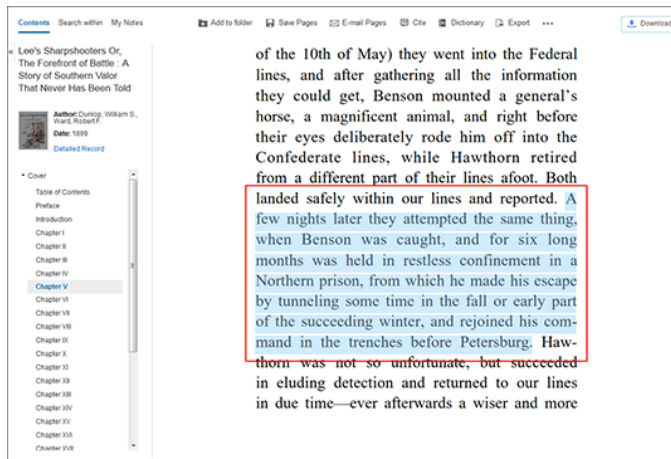 Contents Search within My Notes
Add to folder Save Pages E-mail Pages Cite Dictionary Export ••• Download
« Lee's Sharpshooters Or,
The Forefront of Battle : A
Story of Southern Valor
That Never Has Been Told
Author: Dunlop, William S.,
Ward, Robert F.
Date: 1899
Detailed Record
Cover
Table of Contents
Preface
Introduction
Chapter I
Chapter II
Chapter III
Chapter IV
Chapter V
Chapter VI
Chapter VII
Chapter VIII
Chapter IX
Chapter X
Chapter XI
Chapter XII
Chapter XIII
Chapter XIV
Chapter XV
Chapter XVI
Chapter XVII
of the 10th of May) they went into the Federal
lines, and after gathering all the information
they could get, Benson mounted a general's
horse, a magnificent animal, and right before
their eyes deliberately rode him off into the
Confederate lines, while Hawthorn retired
from a different part of their lines afoot. Both
landed safely within our lines and reported. A
few nights later they attempted the same thing,
when Benson was caught, and for six long
months was held in restless confinement in a
Northern prison, from which he made his escape
by tunneling some time in the fall or early part
of the succeeding winter, and rejoined his com-
mand in the trenches before Petersburg. Haw-
thorn was not so unfortunate, but succeeded
in eluding detection and returned to our lines
in due time—ever afterwards a wiser and more